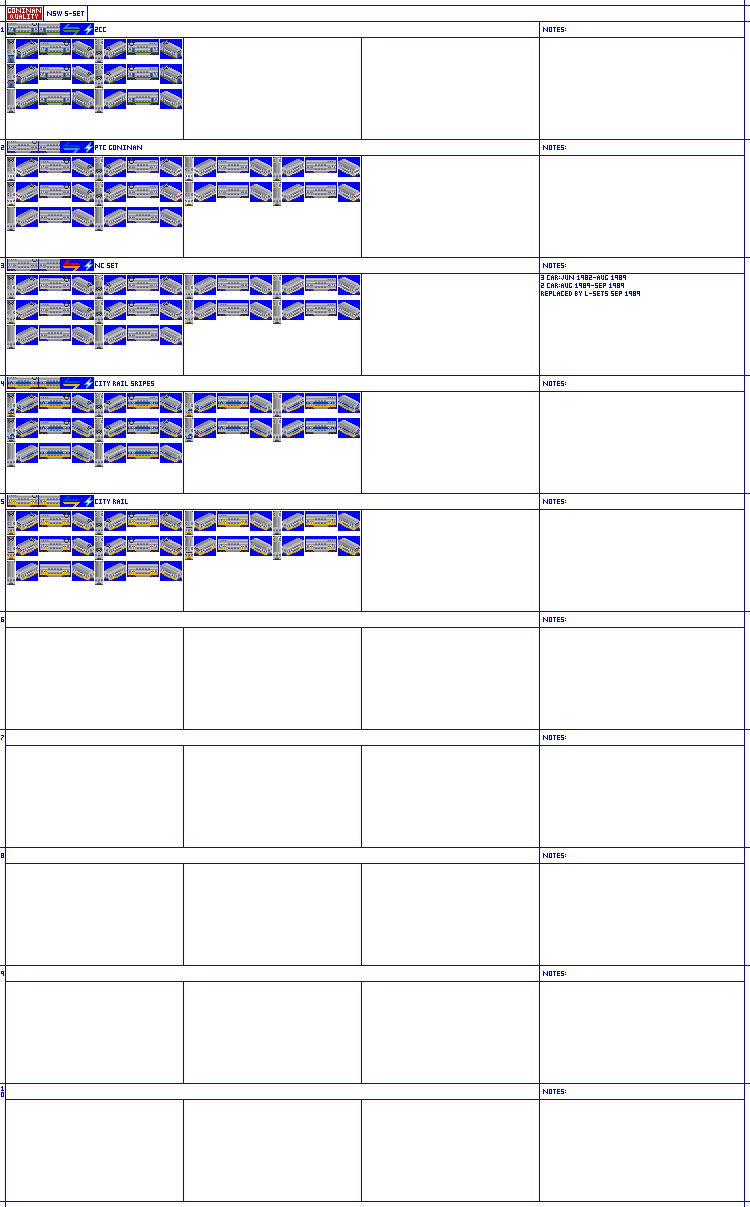 GONINAN
QUALITY
NSW S-SET
1
2CC
NOTES:
2
PTC GONINAN
NOTES:
3
NC SET
NOTES:
3 CAR:JUN 1982-AUG 1989
2 CAR:AUG 1989-SEP 1989
REPLACED BY L-SETS SEP 1989
4
CITY RAIL SRIPES
NOTES:
5
CITY RAIL
NOTES:
6
NOTES:
7
NOTES:
8
NOTES:
9
NOTES:
10
NOTES: